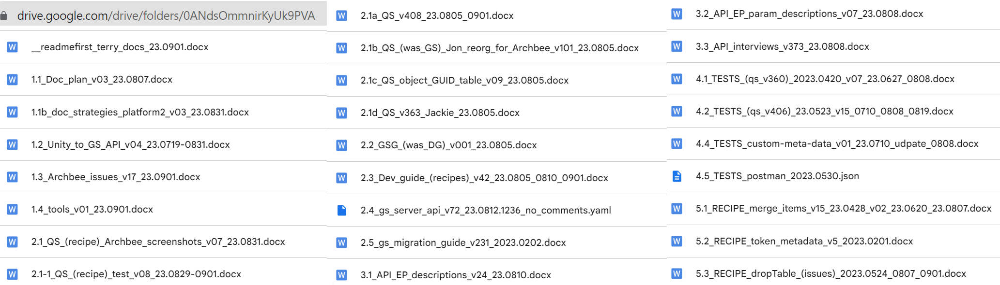 drive.google.com/drive/folders/0ANdsOmmnirKyUk9PVA
__readmefirst_terry_docs_23.0901.docx
1.1_Doc_plan_v03_23.0807.docx
1.1b_doc_strategies_platform2_v03_23.0831.docx
1.2_Unity_to_GS_API_v04_23.0719-0831.docx
1.3_Archbee_issues_v17_23.0901.docx
1.4_tools_v01_23.0901.docx
2.1_QS_(recipe)_Archbee_screenshots_v07_23.0831.docx
2.1-1_QS_(recipe)_test_v08_23.0829-0901.docx
2.1a_QS_v408_23.0805_0901.docx
2.1b_QS_(was_GS)_Jon_reorg_for_Archbee_v101_23.0805.docx
2.1c_QS_object_GUID_table_v09_23.0805.docx
2.1d_QS_v363_Jackie_23.0805.docx
2.2_GSG_(was_DG)_v001_23.0805.docx
2.3_Dev_guide_(recipes)_v42_23.0805_0810_0901.docx
2.4_gs_server_api_v72_23.0812.1236_no_comments.yaml
2.5_gs_migration_guide_v231_2023.0202.docx
3.1_API_EP_descriptions_v24_23.0810.docx
3.2_API_EP_param_descriptions_v07_23.0808.docx
3.3_API_interviews_v373_23.0808.docx
4.1_TESTS_(qs_v360)_2023.0420_v07_23.0627_0808.docx
4.2_TESTS_(qs_v406)_23.0523_v15_0710_0808_0819.docx
4.4_TESTS_custom-meta-data_v01_23.0710_udpate_0808.docx
4.5_TESTS_postman_2023.0530.json
5.1_RECIPE_merge_items_v15_23.0428_v02_23.0620_23.0807.docx
5.2_RECIPE_token_metadata_v5_2023.0201.docx
5.3_RECIPE_dropTable_(issues)_2023.0524_0807_0901.docx